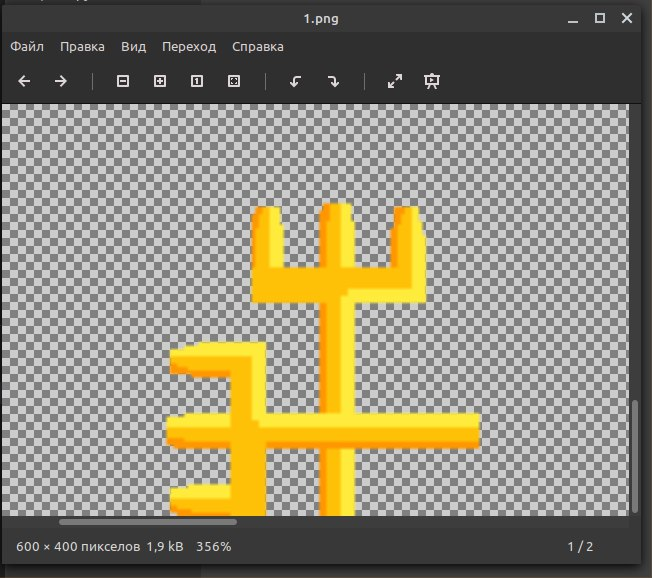 1.png
Файл Правка Вид Переход Справка
600 × 400 пикселов 1,9 kB 356% 1 / 2